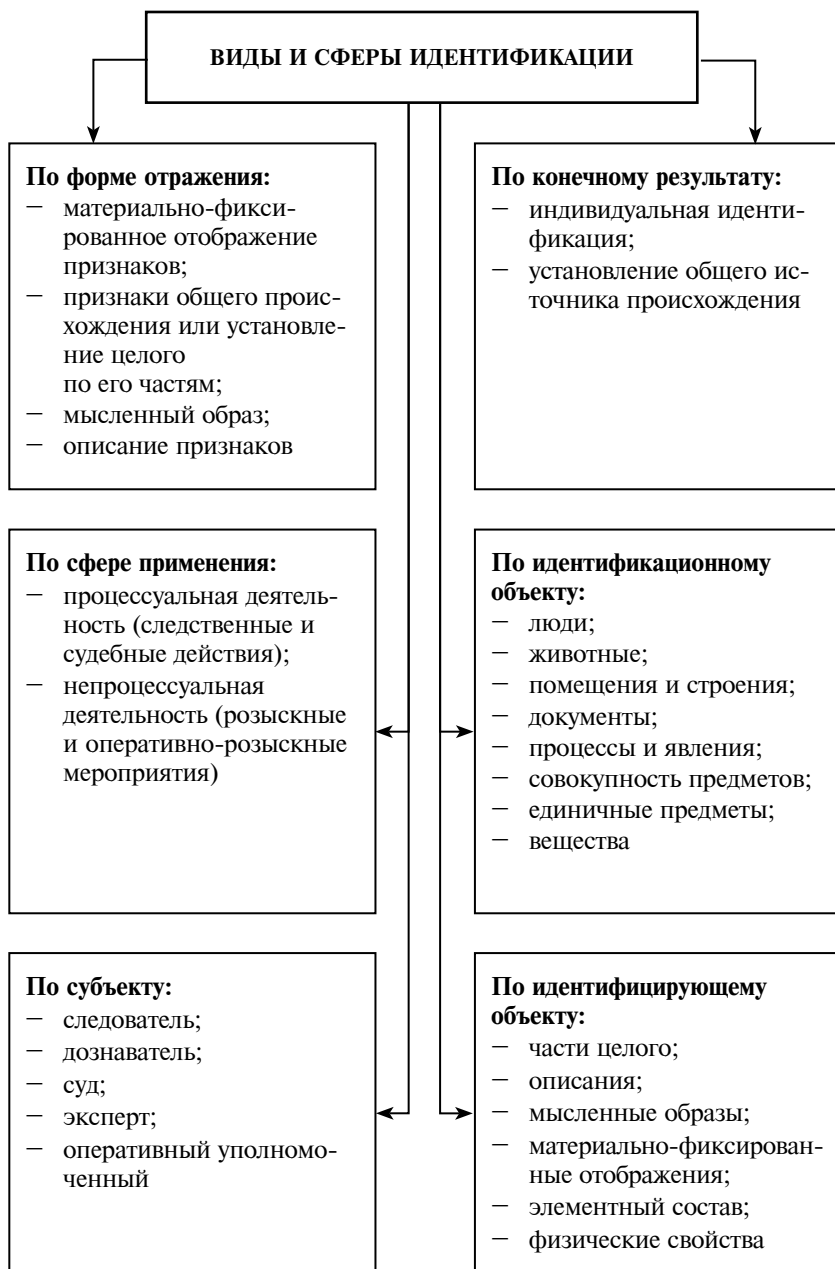 ВИДЫ И СФЕРЫ ИДЕНТИФИКАЦИИ
По форме отражения:
– материально-фикси-
рованное отображение
признаков;
– признаки общего проис-
хождения или установле-
ние целого
по его частям;
– мысленный образ;
– описание признаков
По конечному результату:
– индивидуальная иденти-
фикация;
– установление общего ис-
точника происхождения
По сфере применения:
– процессуальная деятель-
ность (следственные и
судебные действия);
– непроцессуальная
деятельность (розыскные
и оперативно-розыскные
мероприятия)
По идентификационному
объекту:
– люди;
– животные;
– помещения и строения;
– документы;
– процессы и явления;
– совокупность предметов;
– единичные предметы;
– вещества
По субъекту:
– следователь;
– дознаватель;
– суд;
– эксперт;
– оперативный уполномо-
ченный
По идентифицирующему
объекту:
– части целого;
– описания;
– мысленные образы;
– материально-фиксирован-
ные отображения;
– элементный состав;
– физические свойства